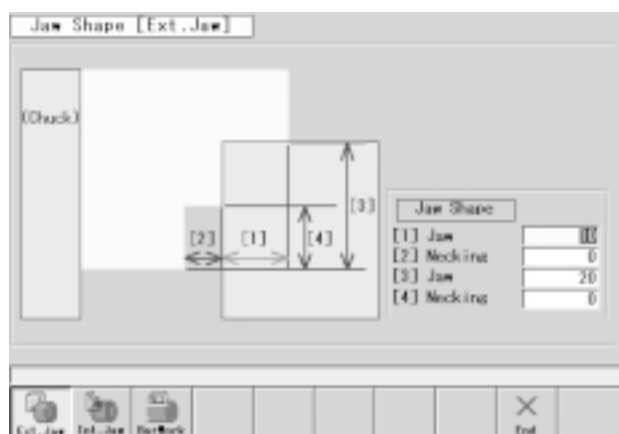 Jaw Shape [Ext.Jaw]
(Chuck)
[3]
[2] [1] [4]
Jaw Shape
[1] Jaw
[2] Necking 0
[3] Jaw 20
[4] Necking 0
Ext.Jaw Int.Jaw BarWork End